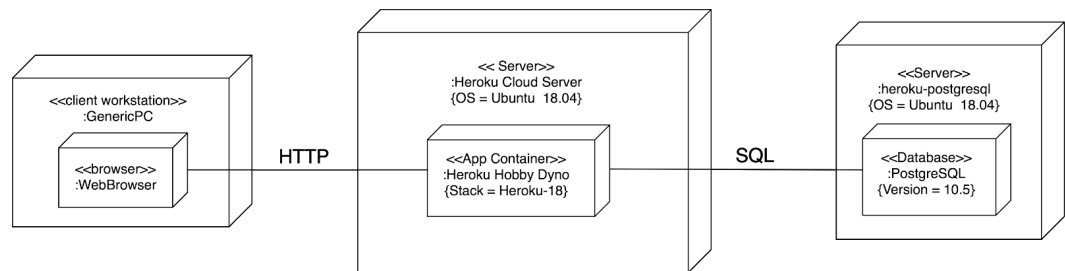 <<client workstation>>
:GenericPC
<<browser>>
:WebBrowser
HTTP
<< Server>>
:Heroku Cloud Server
{OS = Ubuntu  18.04}
<<App Container>>
:Heroku Hobby Dyno
{Stack = Heroku-18}
SQL
<<Server>>
:heroku-postgresql
{OS = Ubuntu  18.04}
<<Database>>
:PostgreSQL
{Version = 10.5}